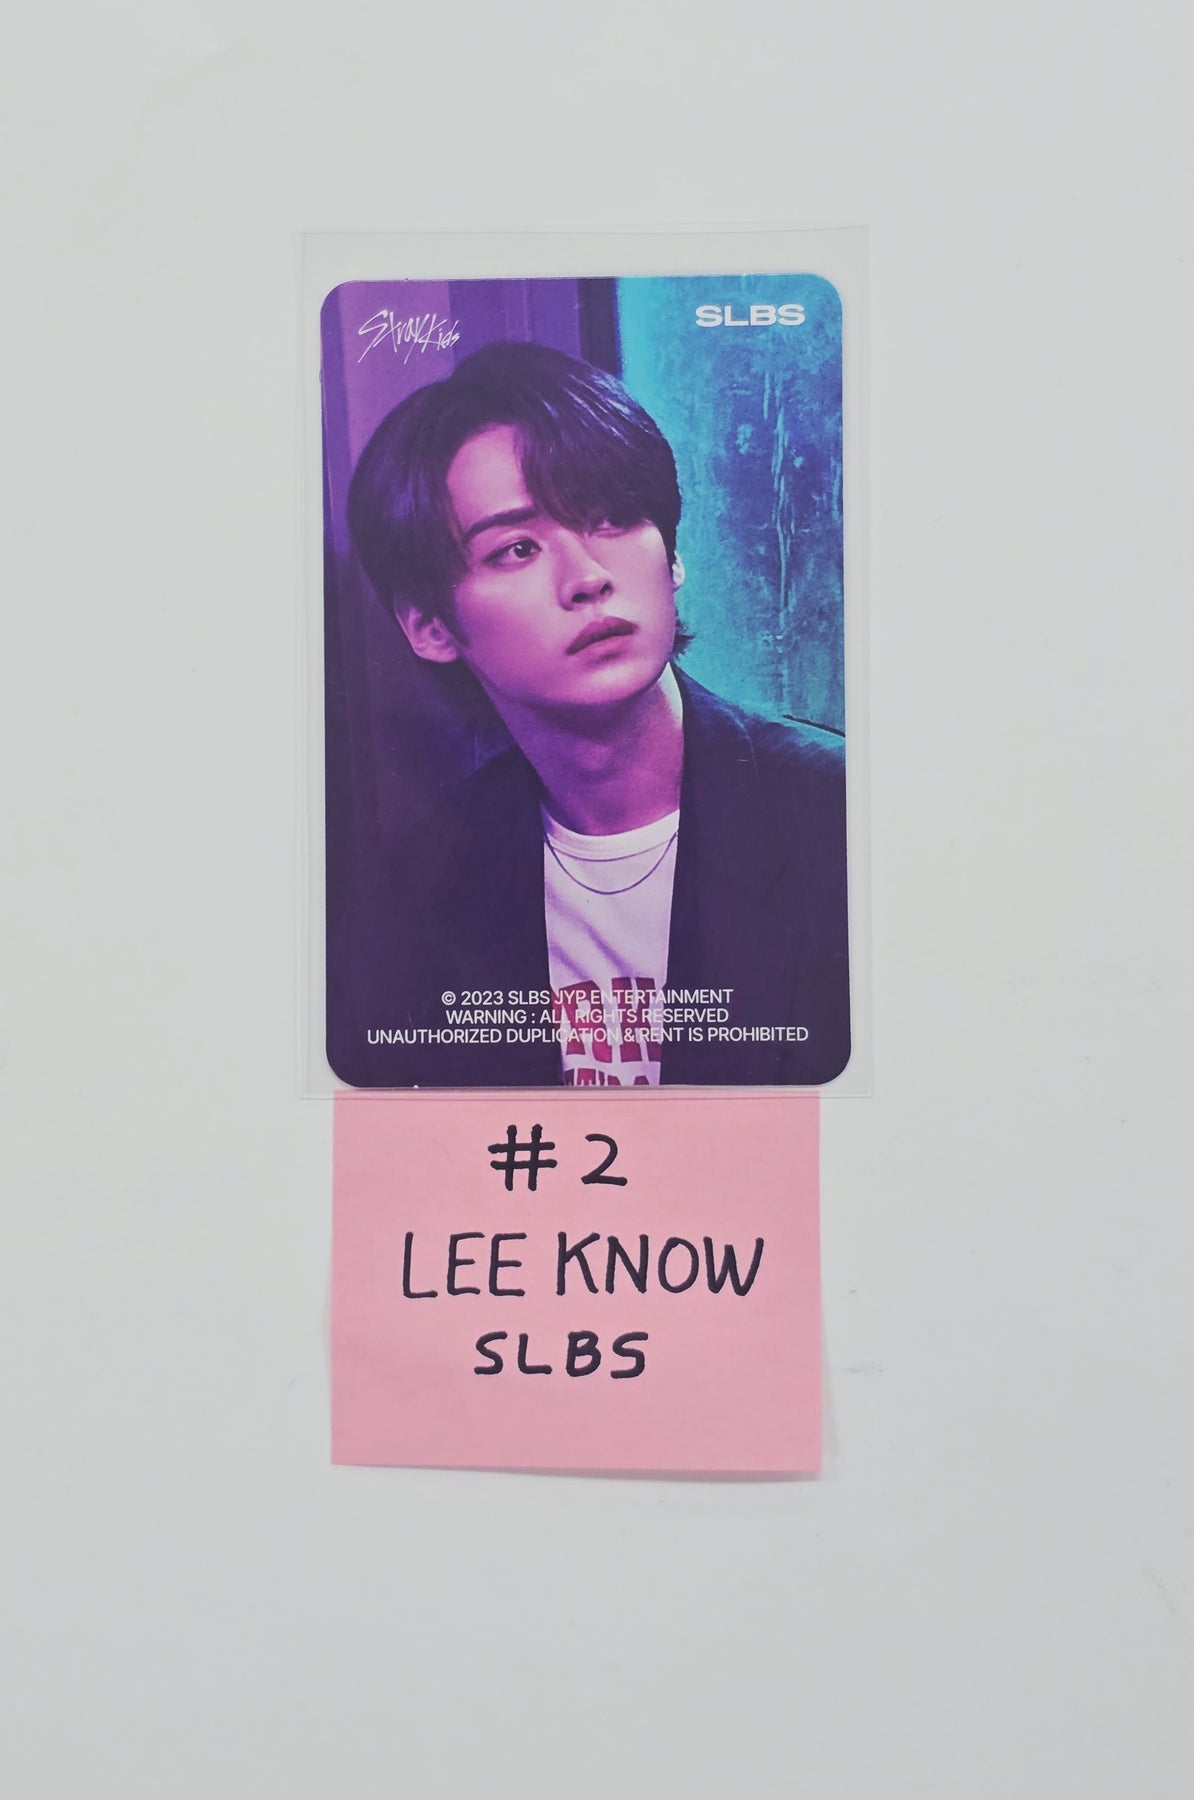 Stray Kids SLBS
© 2023 SLBS JYP ENTERTAINMENT
WARNING : ALL RIGHTS RESERVED
UNAUTHORIZED DUPLICATION & RENT IS PROHIBITED
#2
LEE KNOW
SLBS